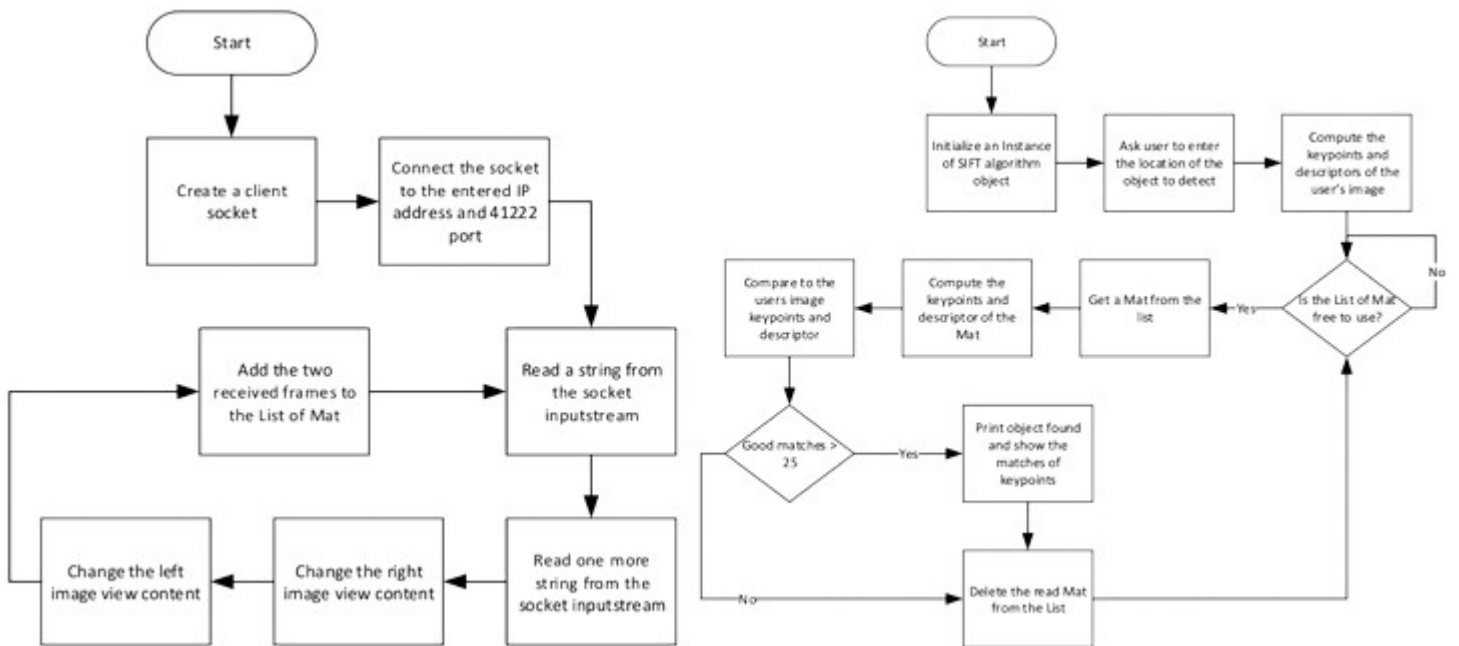 Start
Create a client
socket
Connect the socket
to the entered IP
address and 41222
port
Read a string from
the socket
inputstream
Read one more
string from the
socket inputstream
Change the right
image view content
Change the left
image view content
Add the two
received frames to
the List of Mat
Start
Initialize an Instance
of SIFT algorithm
object
Ask user to enter
the location of the
object to detect
Compute the
keypoints and
descriptors of the
user's image
Is the List of Mat
free to use?
No
Yes
Get a Mat from the
list
Compute the
keypoints and
descriptor of the
Mat
Compare to the
users image
keypoints and
descriptor
Good matches >
25
Yes
Print object found
and show the
matches of
keypoints
No
Delete the read Mat
from the List